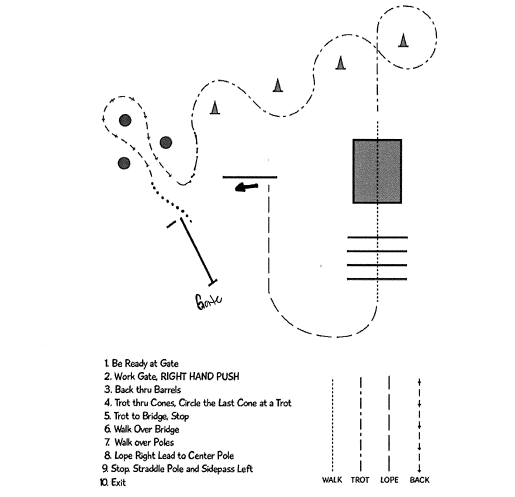 Gate
1. Be Ready at Gate
2. Work Gate, RIGHT HAND PUSH
3. Back thru Barrels
4. Trot thru Cones, Circle the Last Cone at a Trot
5. Trot to Bridge, Stop
6. Walk Over Bridge
7. Walk over Poles
8. Lope Right Lead to Center Pole
9. Stop. Straddle Pole and Sidepass Left
10. Exit
WALK TROT LOPE BACK